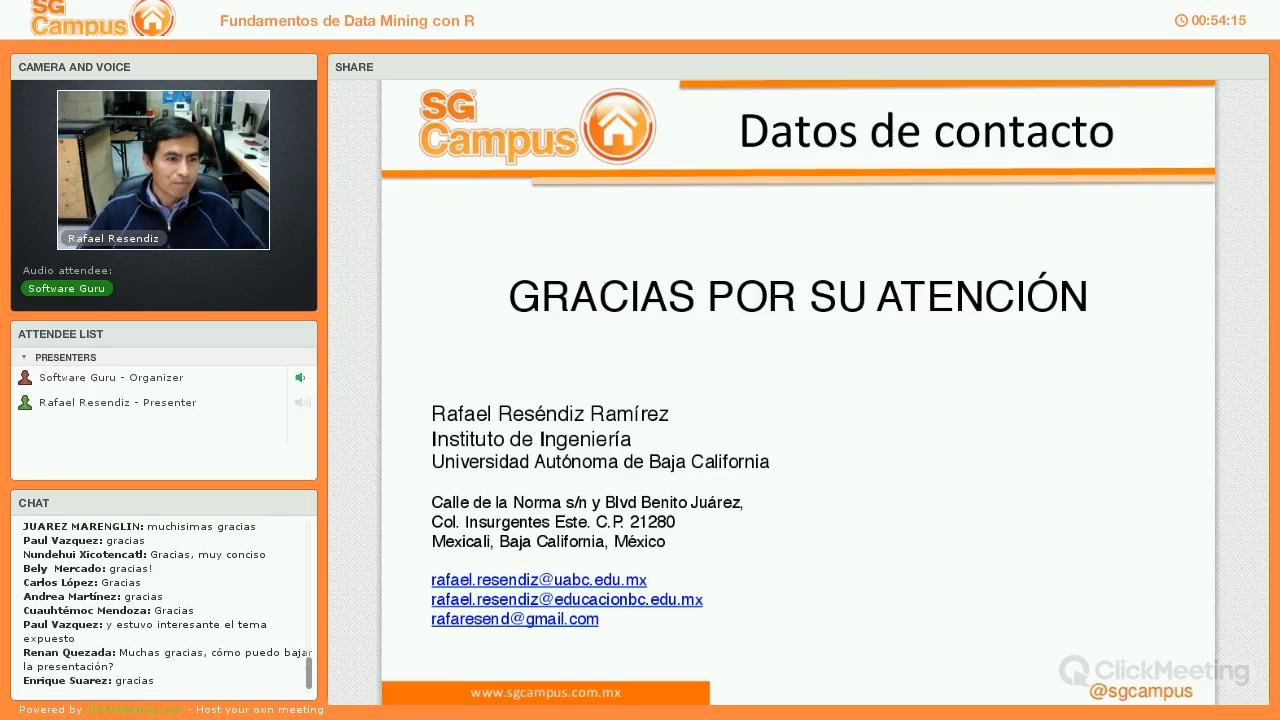 SG
Campus
Fundamentos de Data Mining con R
00:54:15
CAMERA AND VOICE
Rafael Resendiz
Audio attendee:
Software Guru
ATTENDEE LIST
PRESENTERS
Software Guru - Organizer
Rafael Resendiz - Presenter
CHAT
JUAREZ MARENGLIN: muchisimas gracias
Paul Vazquez: gracias
Nundehui Xicotencatl: Gracias, muy conciso
Bely Mercado: gracias!
Carlos López: Gracias
Andrea Martínez: gracias
Cuauhtémoc Mendoza: Gracias
Paul Vazquez: y estuvo interesante el tema
expuesto
Renan Quezada: Muchas gracias, cómo puedo bajar
la presentación?
Enrique Suarez: gracias
Powered by ClickMeeting.com - Host your own meeting
SHARE
SG
Campus
Datos de contacto
GRACIAS POR SU ATENCIÓN
Rafael Reséndiz Ramírez
Instituto de Ingeniería
Universidad Autónoma de Baja California
Calle de la Norma s/n y Blvd Benito Juárez,
Col. Insurgentes Este. C.P. 21280
Mexicali, Baja California, México
rafael.resendiz@uabc.edu.mx
rafael.resendiz@educacionbc.edu.mx
rafaresend@gmail.com
www.sgcampus.com.mx
ClickMeeting
@sgcampus